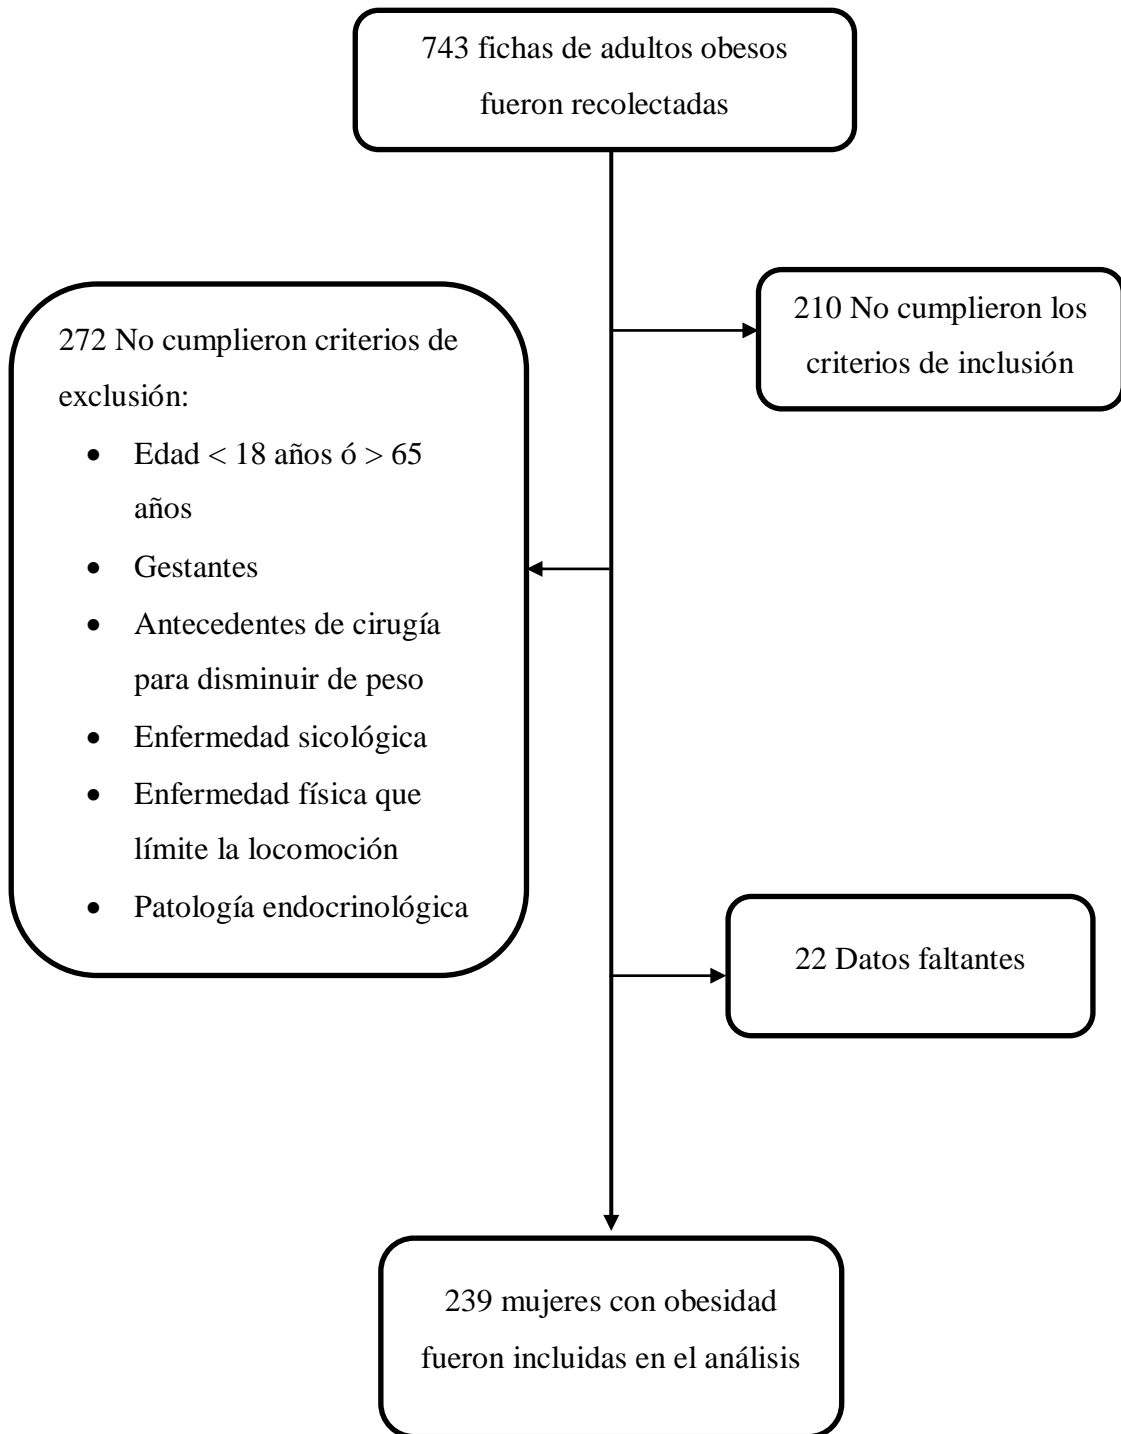 743 fichas de adultos obesos
fueron recolectadas
210 No cumplieron los
criterios de inclusión
272 No cumplieron criterios de
exclusión:
• Edad < 18 años ó > 65
años
• Gestantes
• Antecedentes de cirugía
para disminuir de peso
• Enfermedad sicológica
• Enfermedad física que
límite la locomoción
• Patología endocrinológica
22 Datos faltantes
239 mujeres con obesidad
fueron incluidas en el análisis